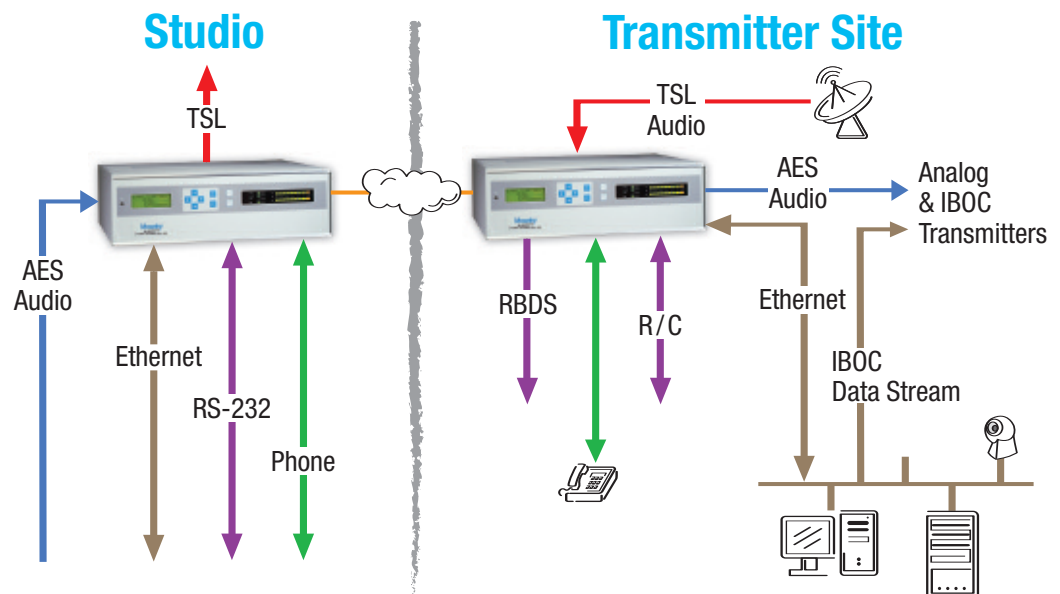 Studio
Transmitter Site
TSL
TSL
Audio
AES
Audio
Analog
& IBOC
Transmitters
AES
Audio
Ethernet
RS-232
Phone
RBDS
R/C
Ethernet
IBOC
Data Stream